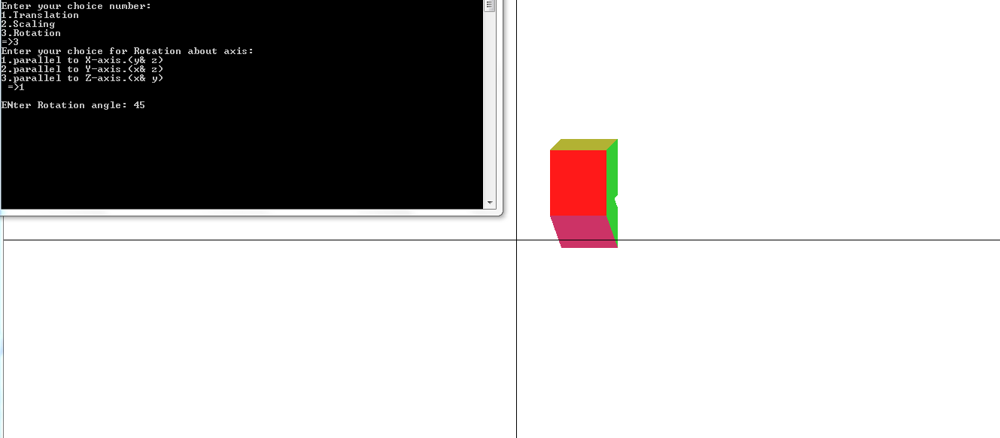 Enter your choice number:
1.Translation
2.Scaling
3.Rotation
=>3
Enter your choice for Rotation about axis:
1.parallel to X-axis.(y& z)
2.parallel to Y-axis.(x& z)
3.parallel to Z-axis.(x& y)
=>1
ENter Rotation angle: 45